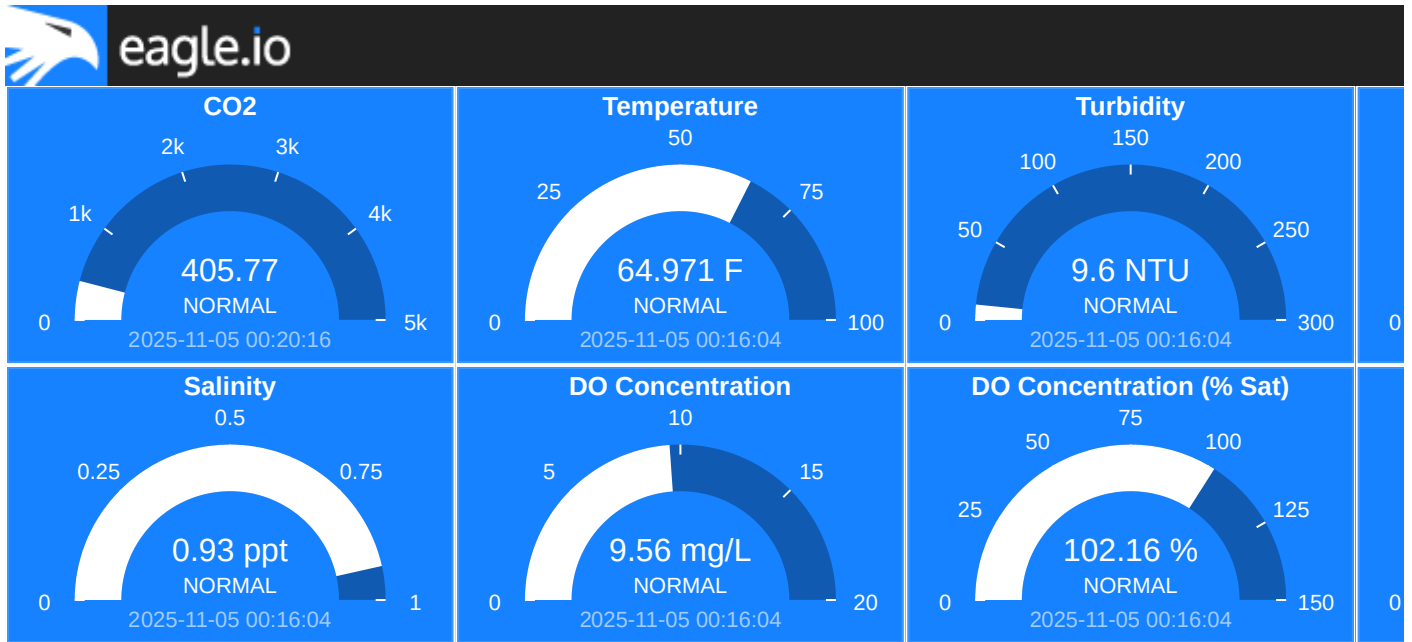 eagle.io
CO2
2k 3k
1k 4k
405.77
NORMAL
0 5k
2025-11-05 00:20:16
Temperature
50
25 75
64.971 F
NORMAL
0 100
2025-11-05 00:16:04
Turbidity
150
100 200
50 250
9.6 NTU
NORMAL
0 300
2025-11-05 00:16:04
0
Salinity
0.5
0.25 0.75
0.93 ppt
NORMAL
0 1
2025-11-05 00:16:04
DO Concentration
10
5 15
9.56 mg/L
NORMAL
0 20
2025-11-05 00:16:04
DO Concentration (% Sat)
75
50 100
25 125
102.16 %
NORMAL
0 150
2025-11-05 00:16:04
0